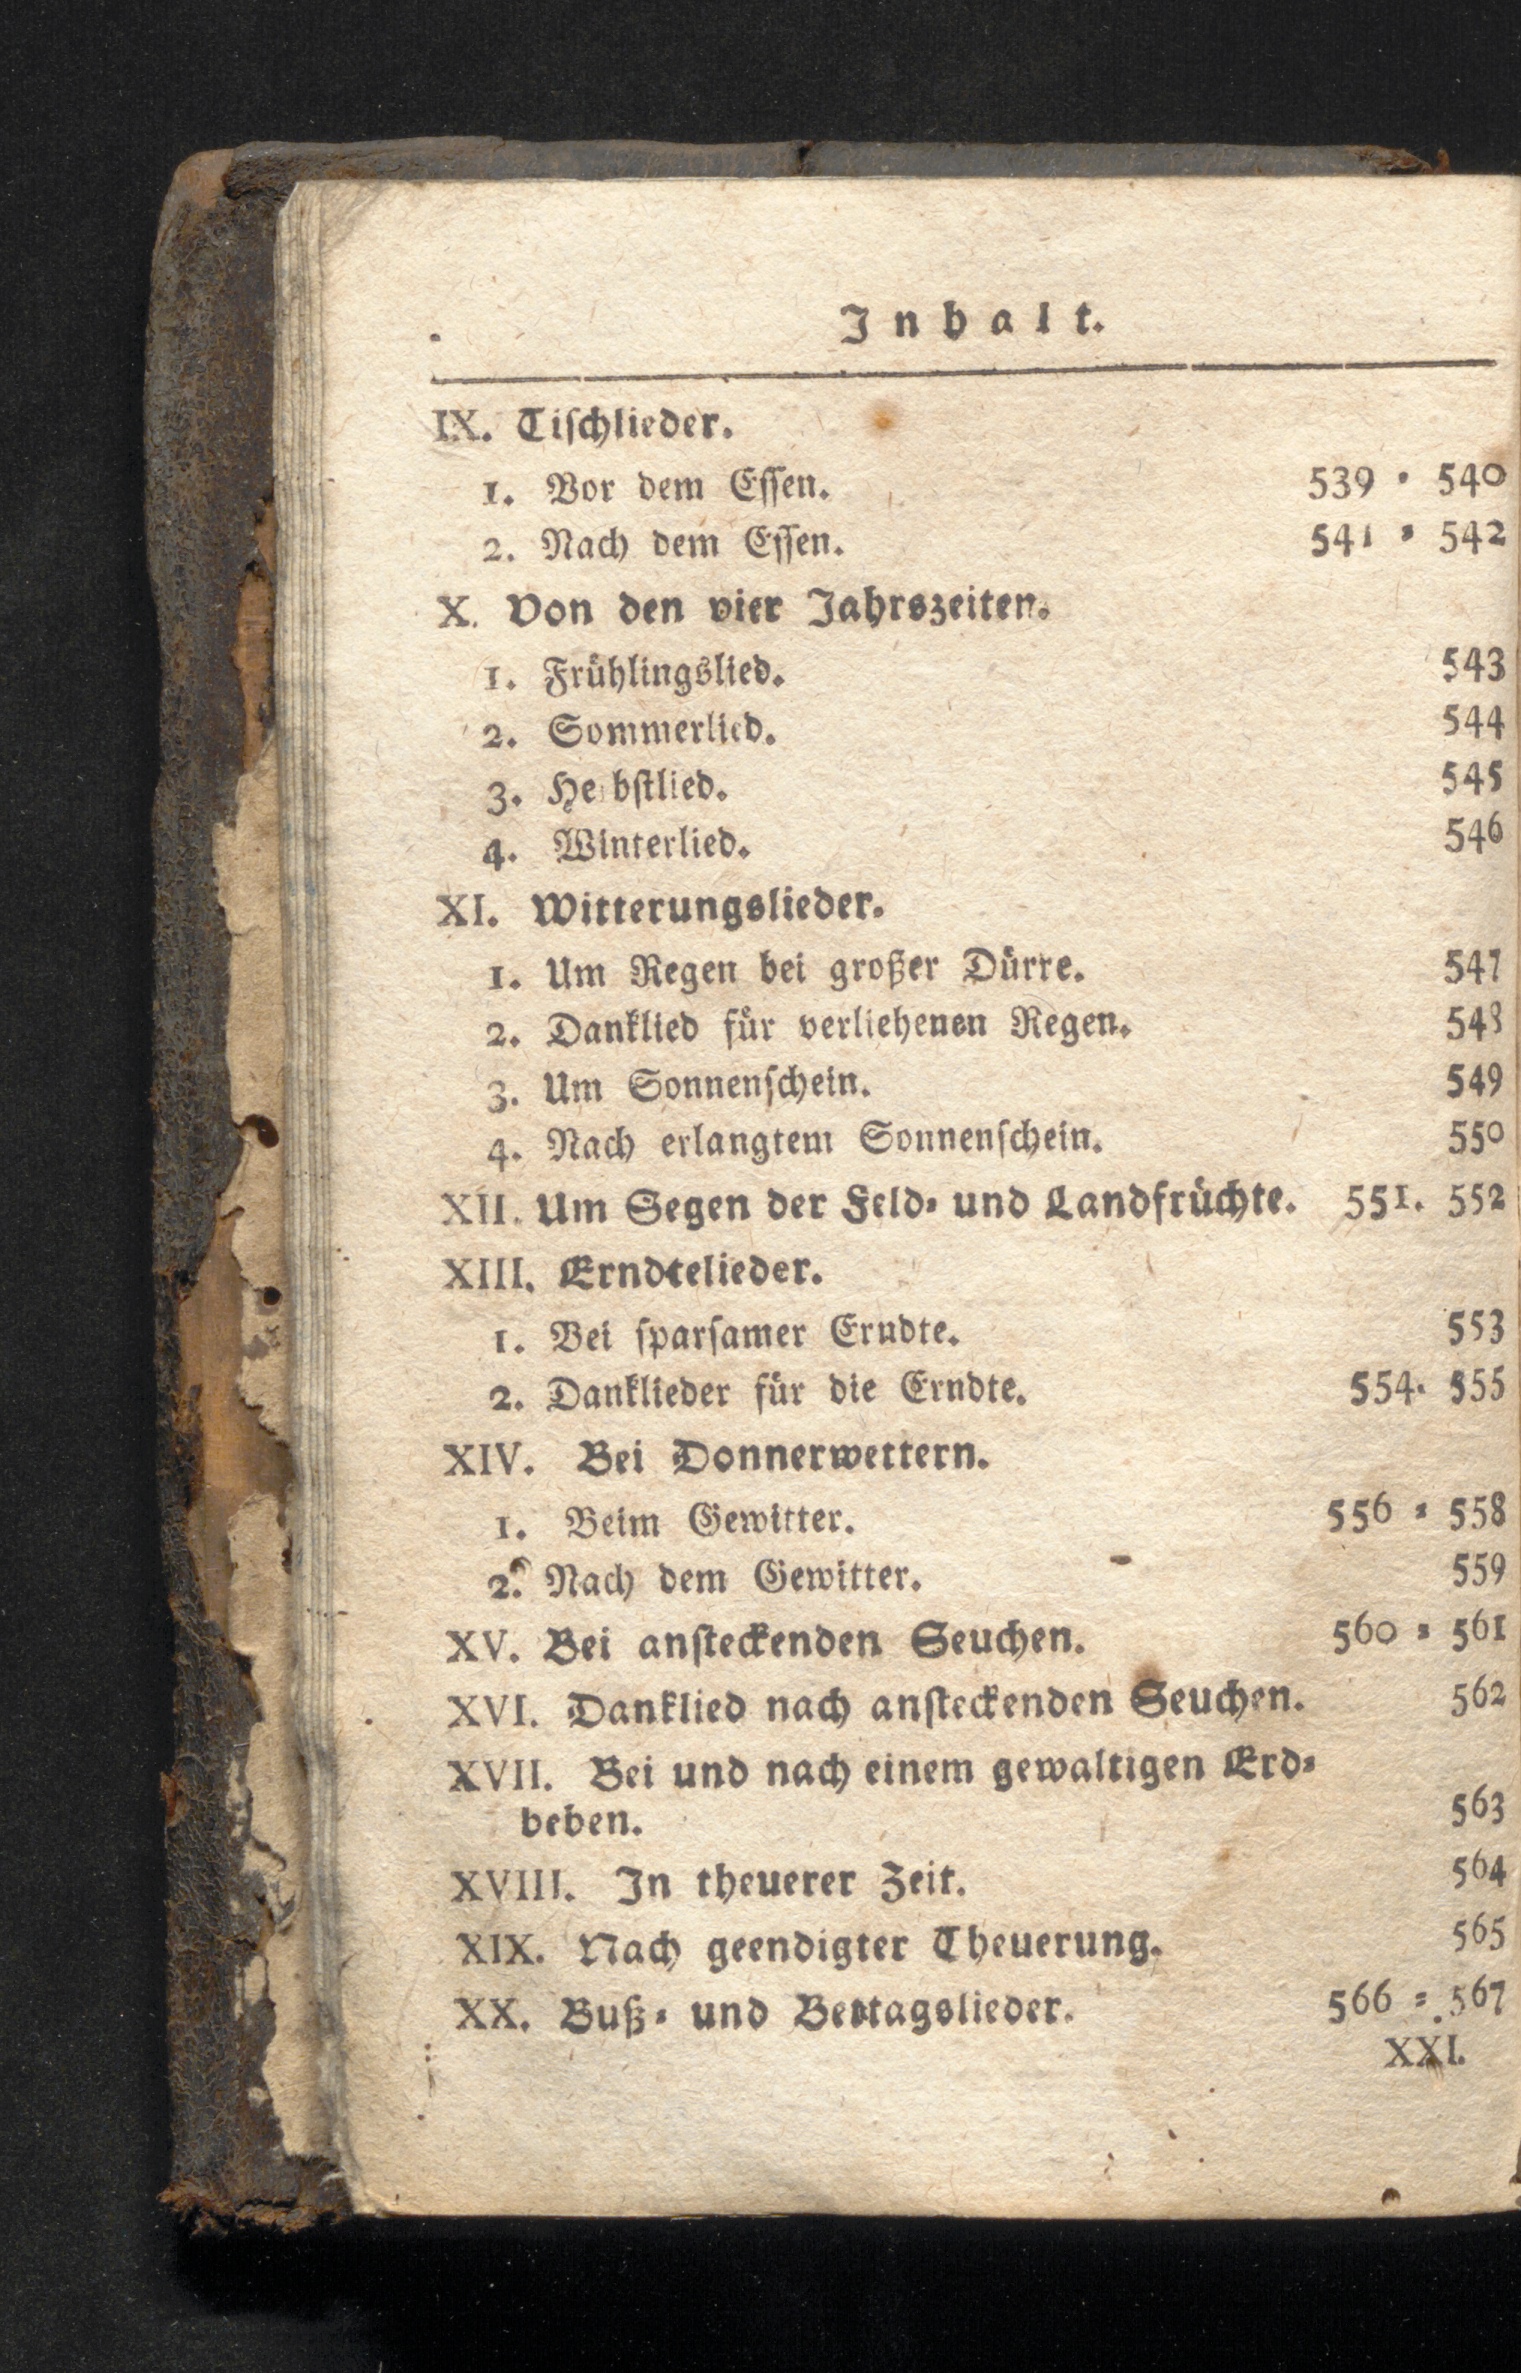 Inhalt.
IX. Tischlieder.
1. Vor dem Essen. 539 = 540
2. Nach dem Essen. 541 = 542
X. Von den vier Jahrszeiten.
1. Frühlingslied. 543
2. Sommerlied. 544
3. Herbstlied. 545
4. Winterlied. 546
XI. Witterungslieder.
1. Um Regen bei großer Dürre. 547
2. Danklied für verliehenen Regen. 548
3. Um Sonnenschein. 549
4. Nach erlangtem Sonnenschein. 550
XII. Um Segen der Feld= und Landfrüchte. 551. 552
XIII. Erndtelieder.
1. Bei sparsamer Erndte. 553
2. Danklieder für die Erndte. 554. 555
XIV. Bei Donnerwettern.
1. Beim Gewitter. 556 = 558
2. Nach dem Gewitter. 559
XV. Bei ansteckenden Seuchen. 560 = 561
XVI. Danklied nach ansteckenden Seuchen. 562
XVII. Bei und nach einem gewaltigen Erd=
beben. 563
XVIII. In theuerer Zeit. 564
XIX. Nach geendigter Theuerung. 565
XX. Buß= und Bettagslieder. 566 = 567
XXI.